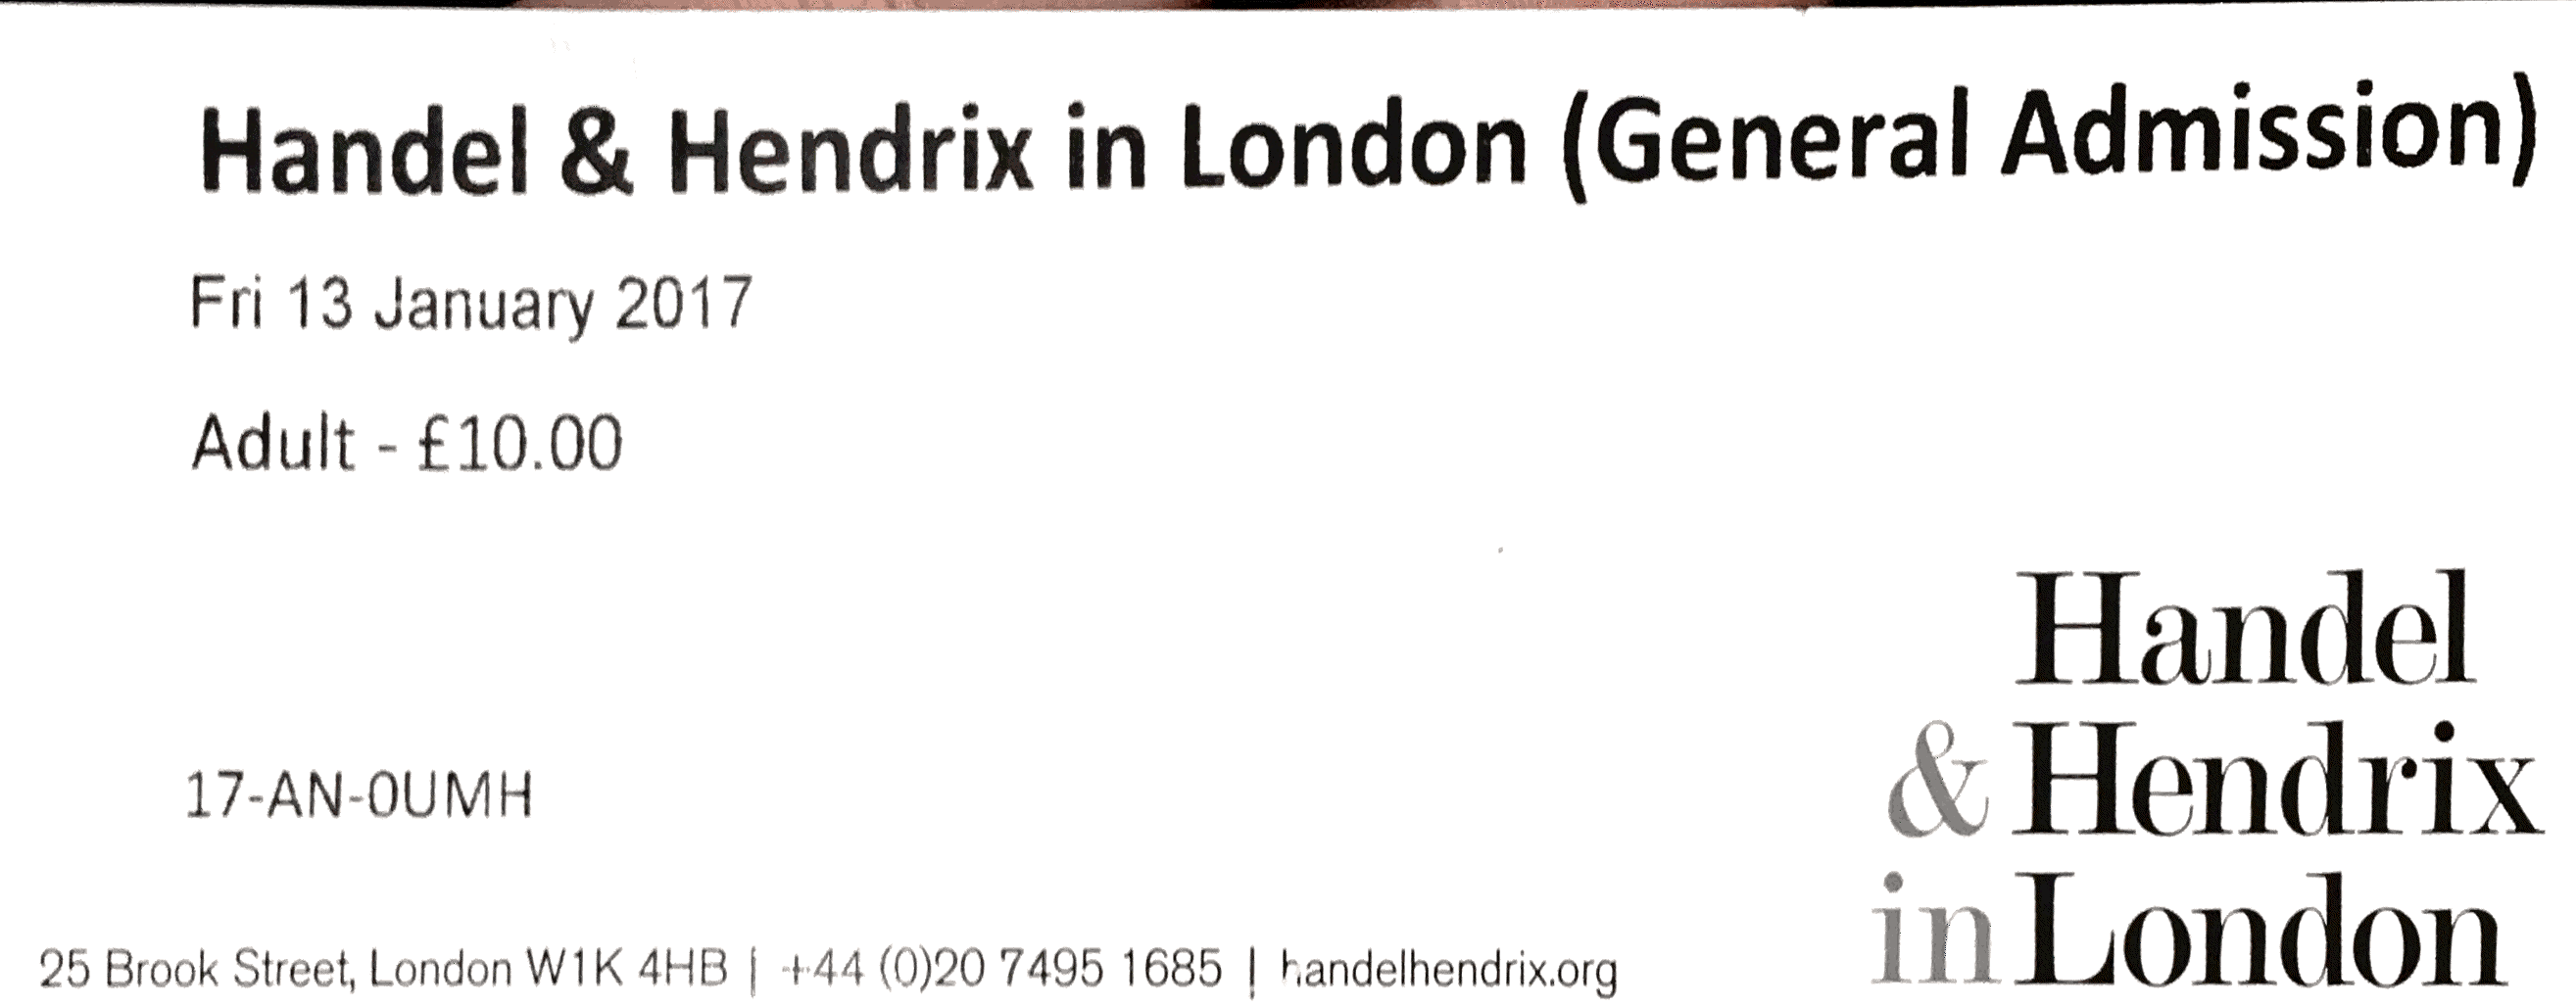 Handel & Hendrix in London (General Admission)
Fri 13 January 2017
Adult - £10.00
17-AN-0UMH
25 Brook Street, London W1K 4HB | +44 (0)20 7495 1685 | handelhendrix.org
Handel
& Hendrix
in London